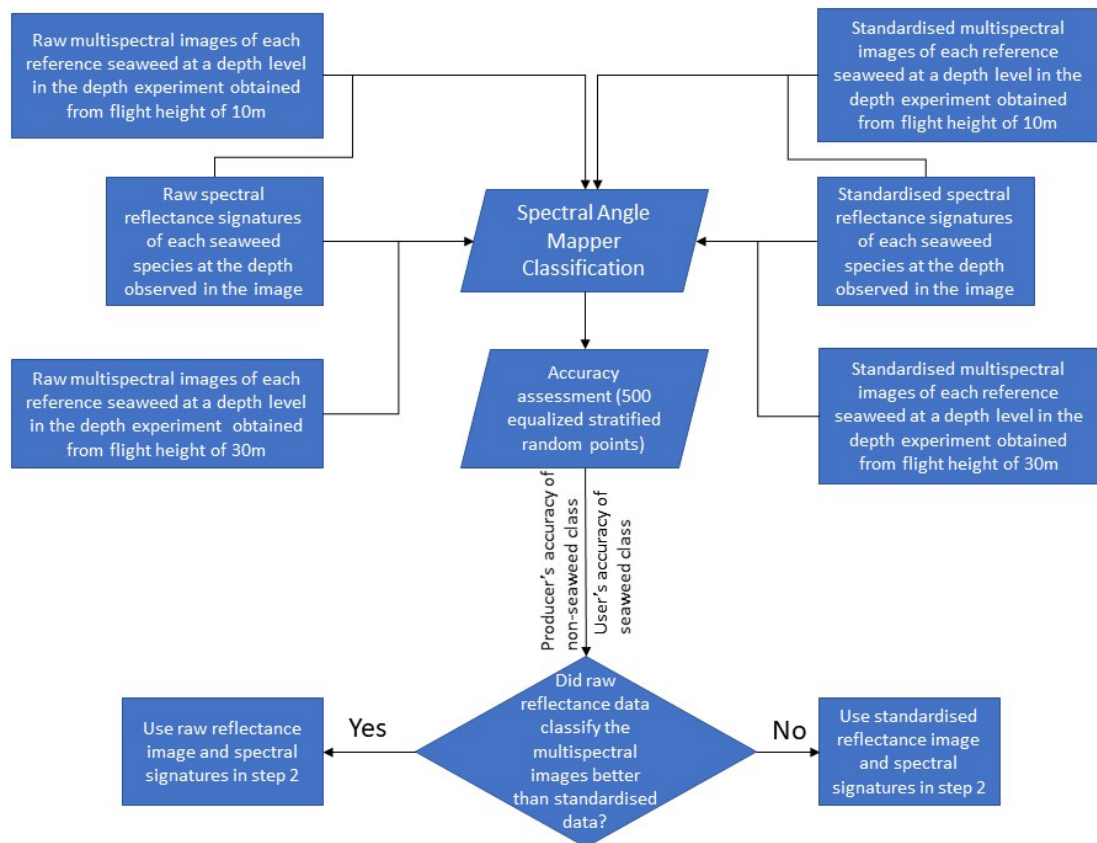 Raw multispectral images of each
reference seaweed at a depth level
in the depth experiment obtained
from flight height of 10m
Standardised multispectral
images of each reference
seaweed at a depth level in the
depth experiment obtained
from flight height of 10m
Raw spectral
reflectance signatures
of each seaweed
species at the depth
observed in the image
Spectral Angle
Mapper
Classification
Standardised spectral
reflectance signatures
of each seaweed
species at the depth
observed in the image
Raw multispectral images of each
reference seaweed at a depth level
in the depth experiment obtained
from flight height of 30m
Accuracy
assessment (500
equalized stratified
random points)
Standardised multispectral
images of each reference
seaweed at a depth level in the
depth experiment obtained
from flight height of 30m
Producer's accuracy of
non-seaweed class
User's accuracy of
seaweed class
Did raw
reflectance data
classify the
multispectral
images better
than standardised
data?
Yes
No
Use raw reflectance
image and spectral
signatures in step 2
Use standardised
reflectance image
and spectral
signatures in step 2